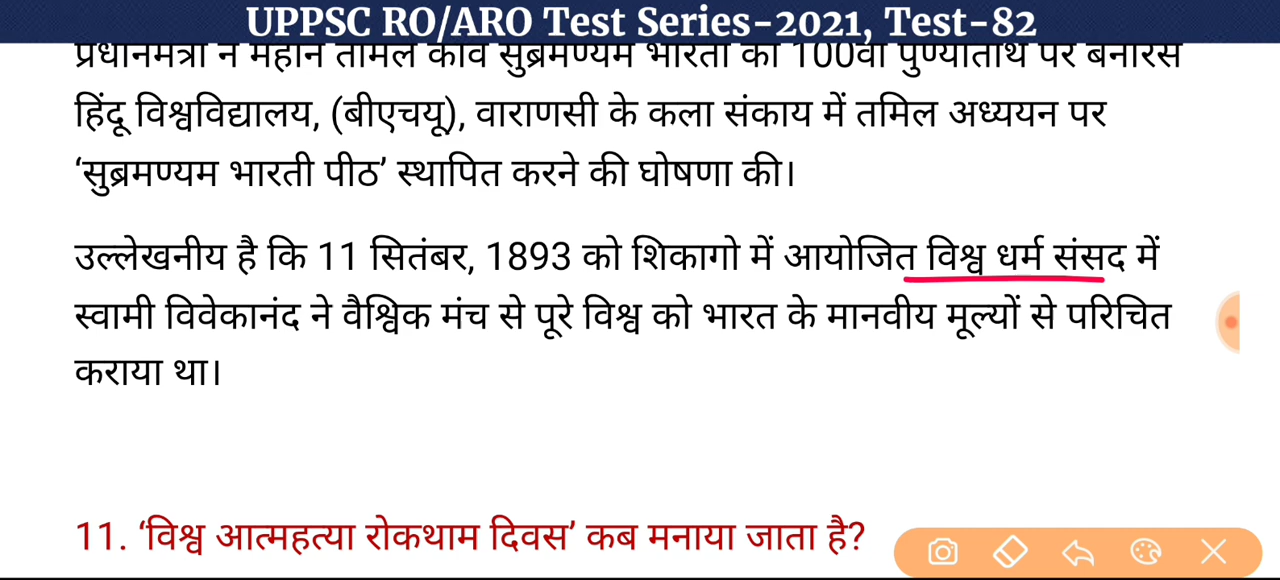 UPPSC RO/ARO Test Series-2021, Test-82
प्रधानमंत्री ने महान तमिल कवि सुब्रमण्यम भारती की 100वीं पुण्यतिथि पर बनारस
हिंदू विश्वविद्यालय, (बीएचयू), वाराणसी के कला संकाय में तमिल अध्ययन पर
‘सुब्रमण्यम भारती पीठ’ स्थापित करने की घोषणा की।
उल्लेखनीय है कि 11 सितंबर, 1893 को शिकागो में आयोजित विश्व धर्म संसद में
स्वामी विवेकानंद ने वैश्विक मंच से पूरे विश्व को भारत के मानवीय मूल्यों से परिचित
कराया था।
11. ‘विश्व आत्महत्या रोकथाम दिवस’ कब मनाया जाता है?